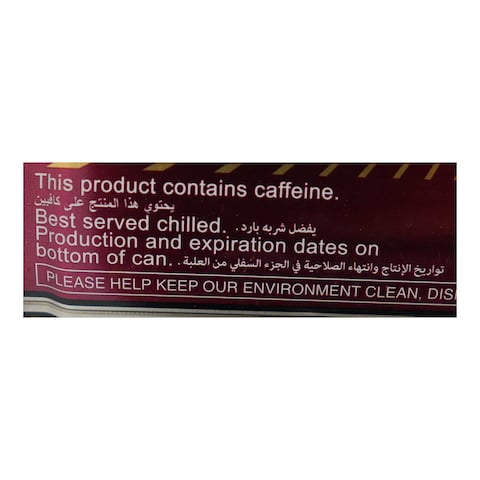 This product contains caffeine.
يحتوي هذا المنتج على كافيين
Best served chilled. يفضل شربه بارد.
Production and expiration dates on
bottom of can. تواريخ الإنتاج وانتهاء الصلاحية في الجزء السفلي من العلبة.
PLEASE HELP KEEP OUR ENVIRONMENT CLEAN,